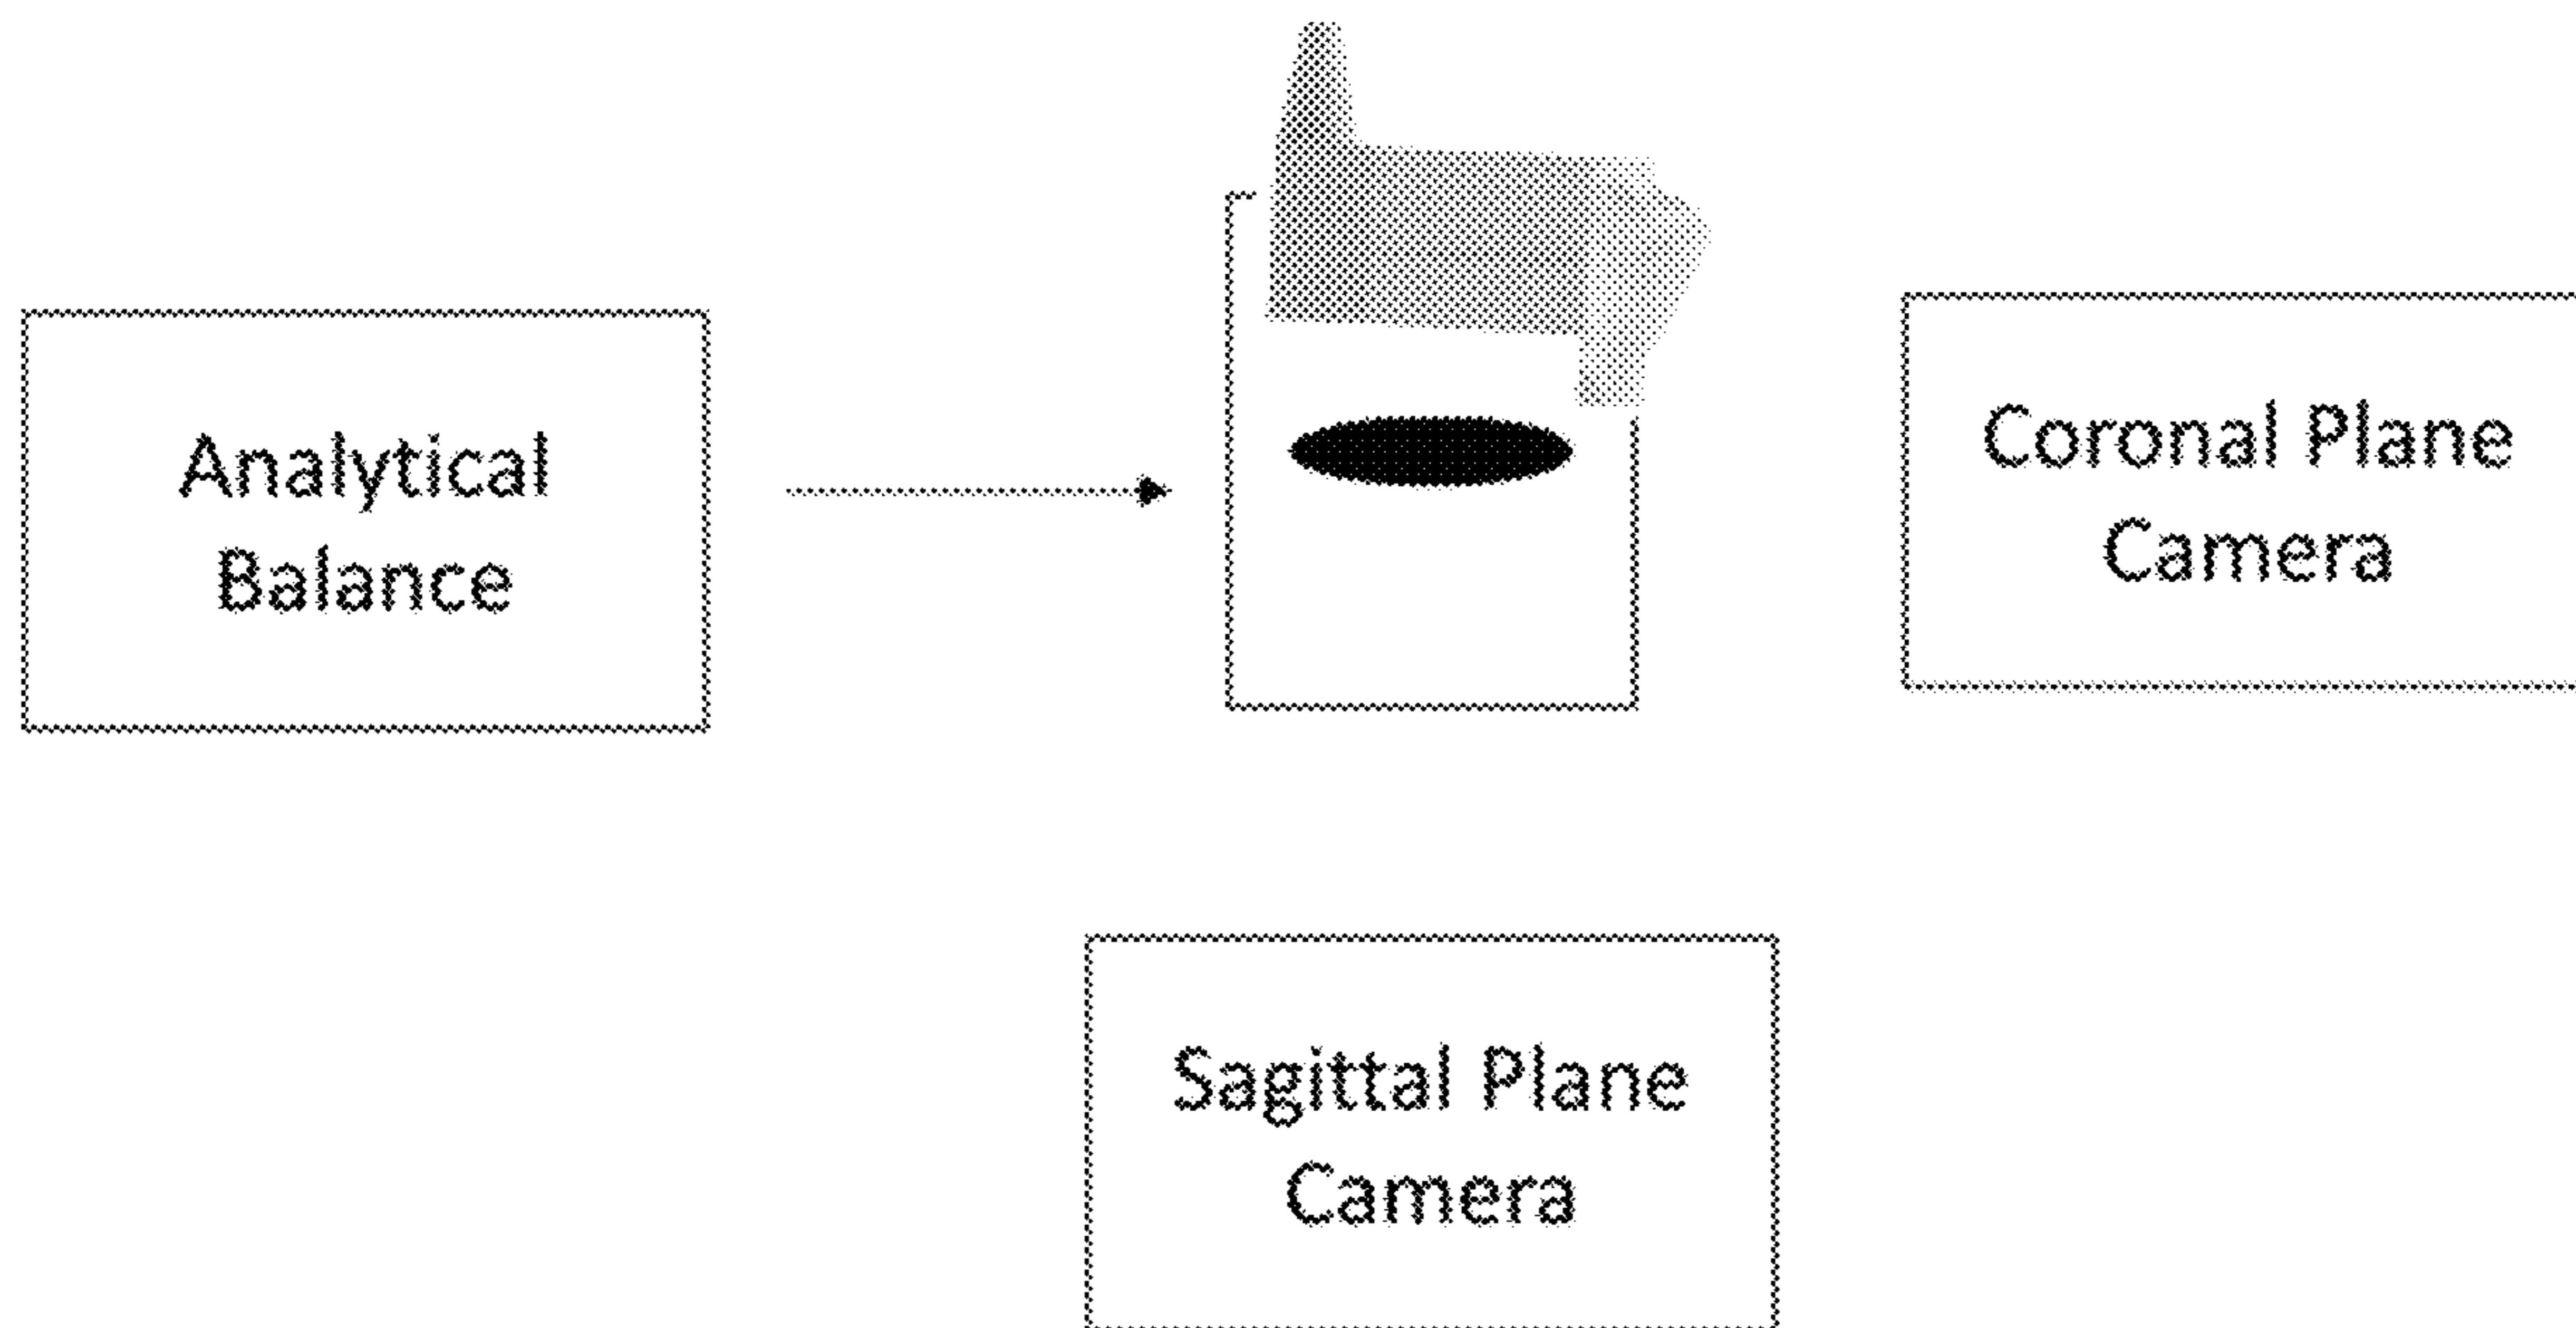 Analytical
Balance
Coronal Plane
Camera
Sagittal Plane
Camera